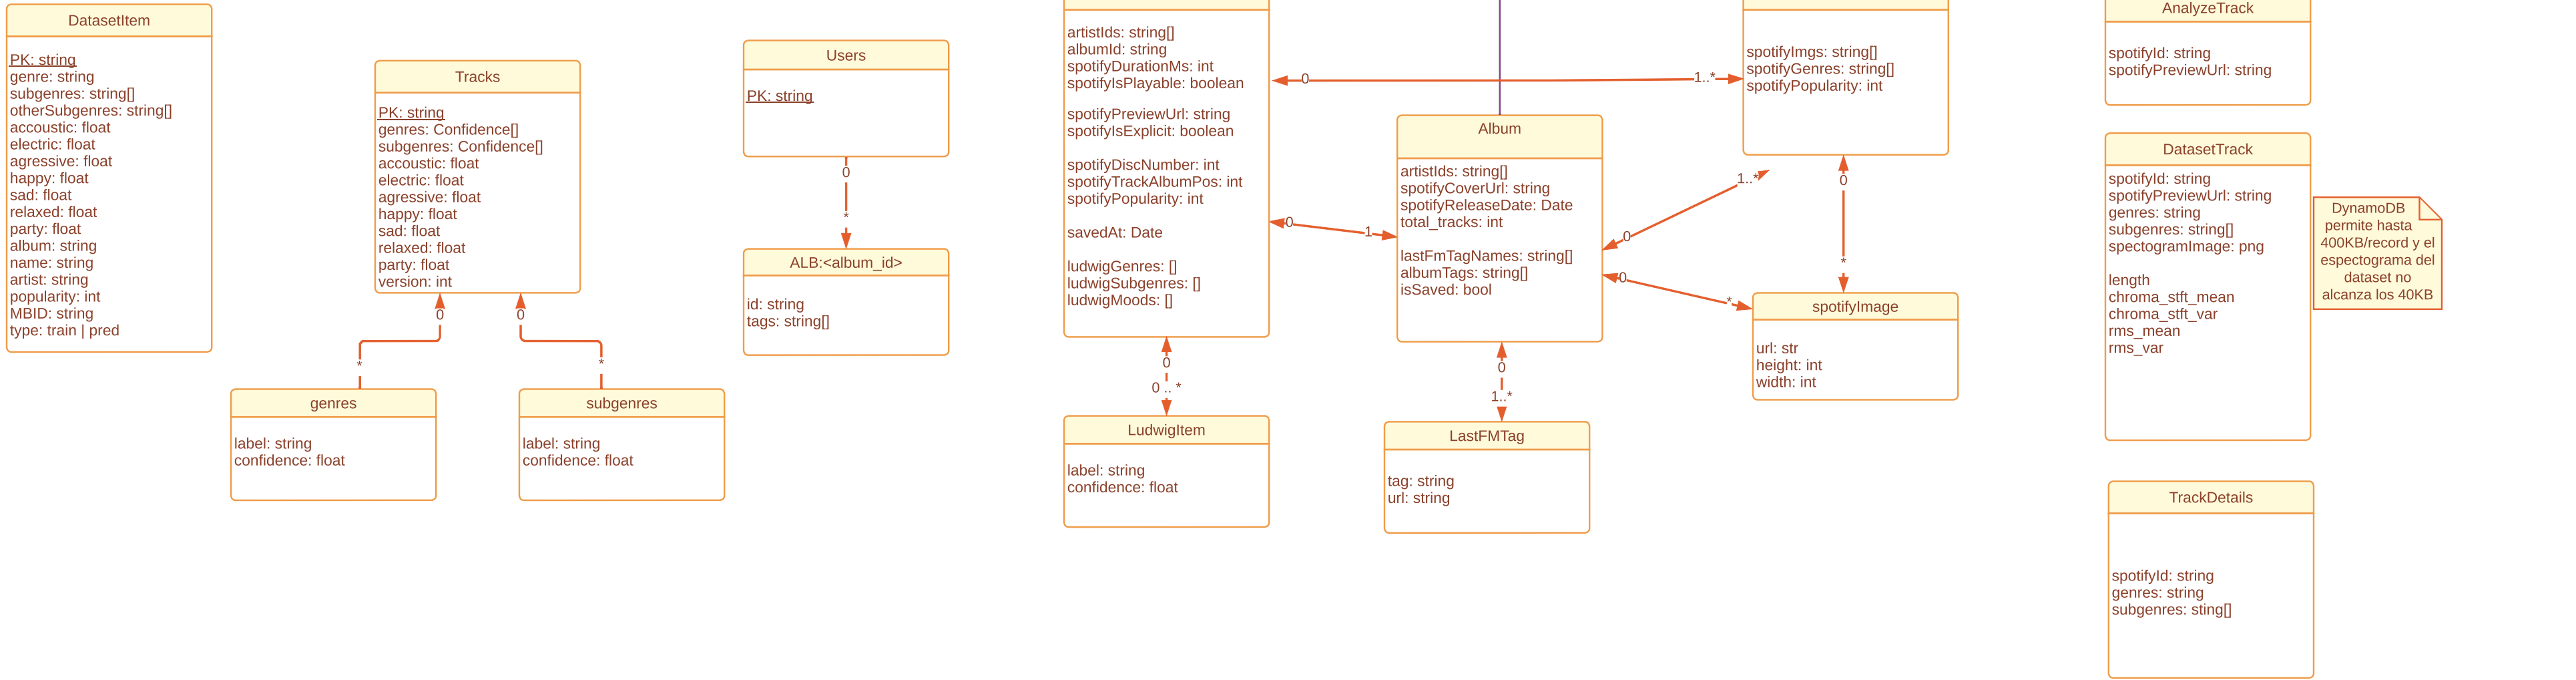 DatasetItem
PK: string
genre: string
subgenres: string[]
otherSubgenres: string[]
accoustic: float
electric: float
agressive: float
happy: float
sad: float
relaxed: float
party: float
album: string
name: string
artist: string
popularity: int
MBID: string
type: train | pred
Tracks
PK: string
genres: Confidence[]
subgenres: Confidence[]
accoustic: float
electric: float
agressive: float
happy: float
sad: float
relaxed: float
party: float
version: int
0
0
*
*
genres
label: string
confidence: float
subgenres
label: string
confidence: float
Users
PK: string
0
*
ALB:<album_id>
id: string
tags: string[]
artistIds: string[]
albumId: string
spotifyDurationMs: int
spotifyIsPlayable: boolean
spotifyPreviewUrl: string
spotifyIsExplicit: boolean
spotifyDiscNumber: int
spotifyTrackAlbumPos: int
spotifyPopularity: int
savedAt: Date
ludwigGenres: []
ludwigSubgenres: []
ludwigMoods: []
0
1..*
0
1
0
0 .. *
LudwigItem
label: string
confidence: float
Album
artistIds: string[]
spotifyCoverUrl: string
spotifyReleaseDate: Date
total_tracks: int
lastFmTagNames: string[]
albumTags: string[]
isSaved: bool
0
1..*
LastFMTag
tag: string
url: string
spotifyImgs: string[]
spotifyGenres: string[]
spotifyPopularity: int
1..*
0
0
*
0
*
spotifyImage
url: str
height: int
width: int
AnalyzeTrack
spotifyId: string
spotifyPreviewUrl: string
DatasetTrack
spotifyId: string
spotifyPreviewUrl: string
genres: string
subgenres: string[]
spectogramImage: png
length
chroma_stft_mean
chroma_stft_var
rms_mean
rms_var
DynamoDB
permite hasta
400KB/record y el
espectograma del
dataset no
alcanza los 40KB
TrackDetails
spotifyId: string
genres: string
subgenres: sting[]